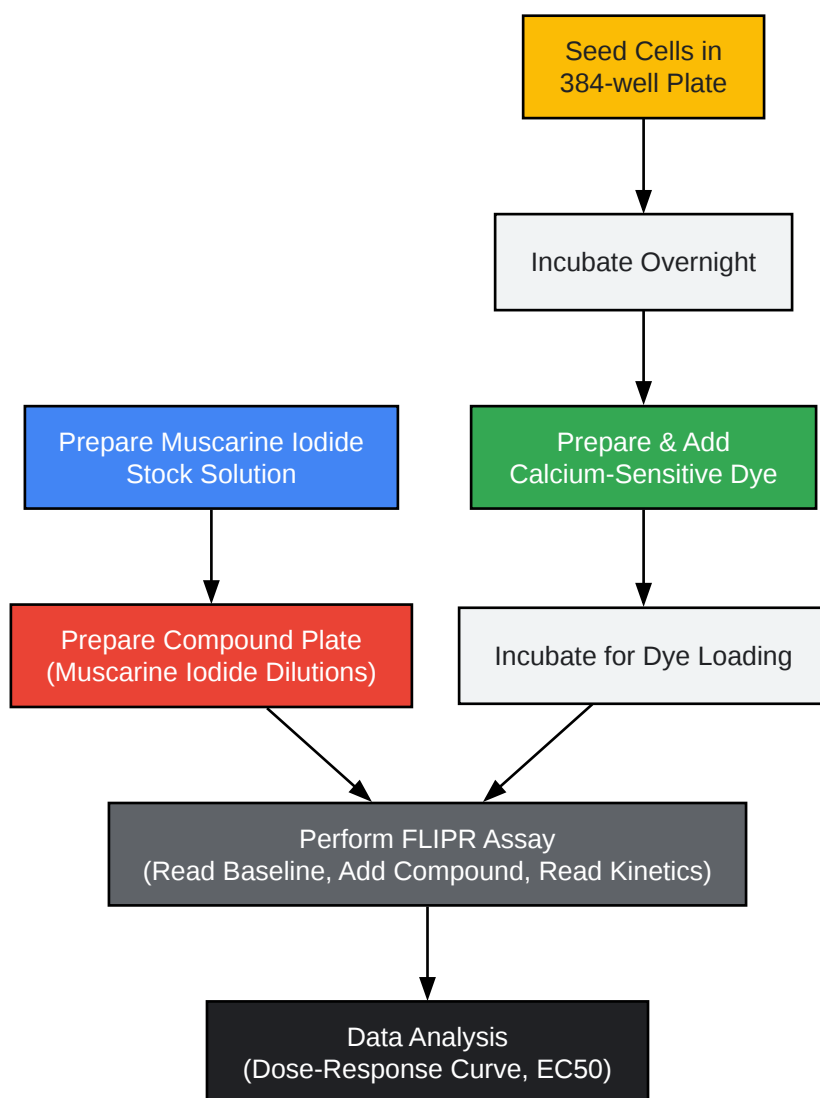 Seed Cells in
384-well Plate
Incubate Overnight
Prepare Muscarine Iodide
Stock Solution
Prepare & Add
Calcium-Sensitive Dye
Prepare Compound Plate
(Muscarine Iodide Dilutions)
Incubate for Dye Loading
Perform FLIPR Assay
(Read Baseline, Add Compound, Read Kinetics)
Data Analysis
(Dose-Response Curve, EC50)